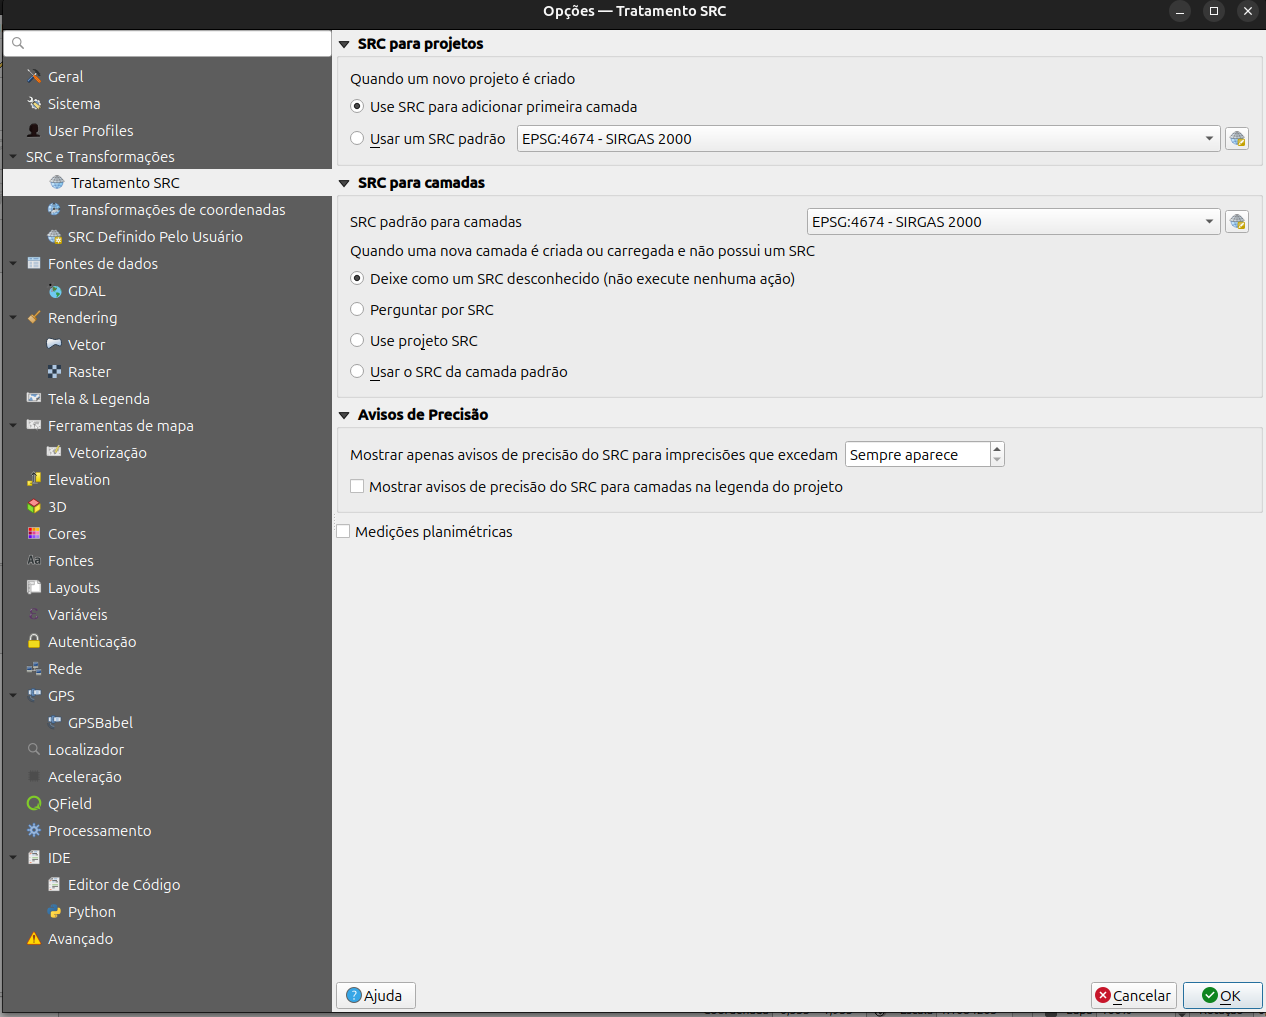 Opções — Tratamento SRC
Geral
Sistema
User Profiles
SRC e Transformações
Tratamento SRC
Transformações de coordenadas
SRC Definido Pelo Usuário
Fontes de dados
GDAL
Rendering
Vetor
Raster
Tela & Legenda
Ferramentas de mapa
Vetorização
Elevation
3D
Cores
Fontes
Layouts
Variáveis
Autenticação
Rede
GPS
GPSBabel
Localizador
Aceleração
QField
Processamento
IDE
Editor de Código
Python
Avançado
SRC para projetos
Quando um novo projeto é criado
Use SRC para adicionar primeira camada
Usar um SRC padrão EPSG:4674 - SIRGAS 2000
SRC para camadas
SRC padrão para camadas EPSG:4674 - SIRGAS 2000
Quando uma nova camada é criada ou carregada e não possui um SRC
Deixe como um SRC desconhecido (não execute nenhuma ação)
Perguntar por SRC
Use projeto SRC
Usar o SRC da camada padrão
Avisos de Precisão
Mostrar apenas avisos de precisão do SRC para imprecisões que excedam Sempre aparece
Mostrar avisos de precisão do SRC para camadas na legenda do projeto
Medições planimétricas
Ajuda Cancelar OK